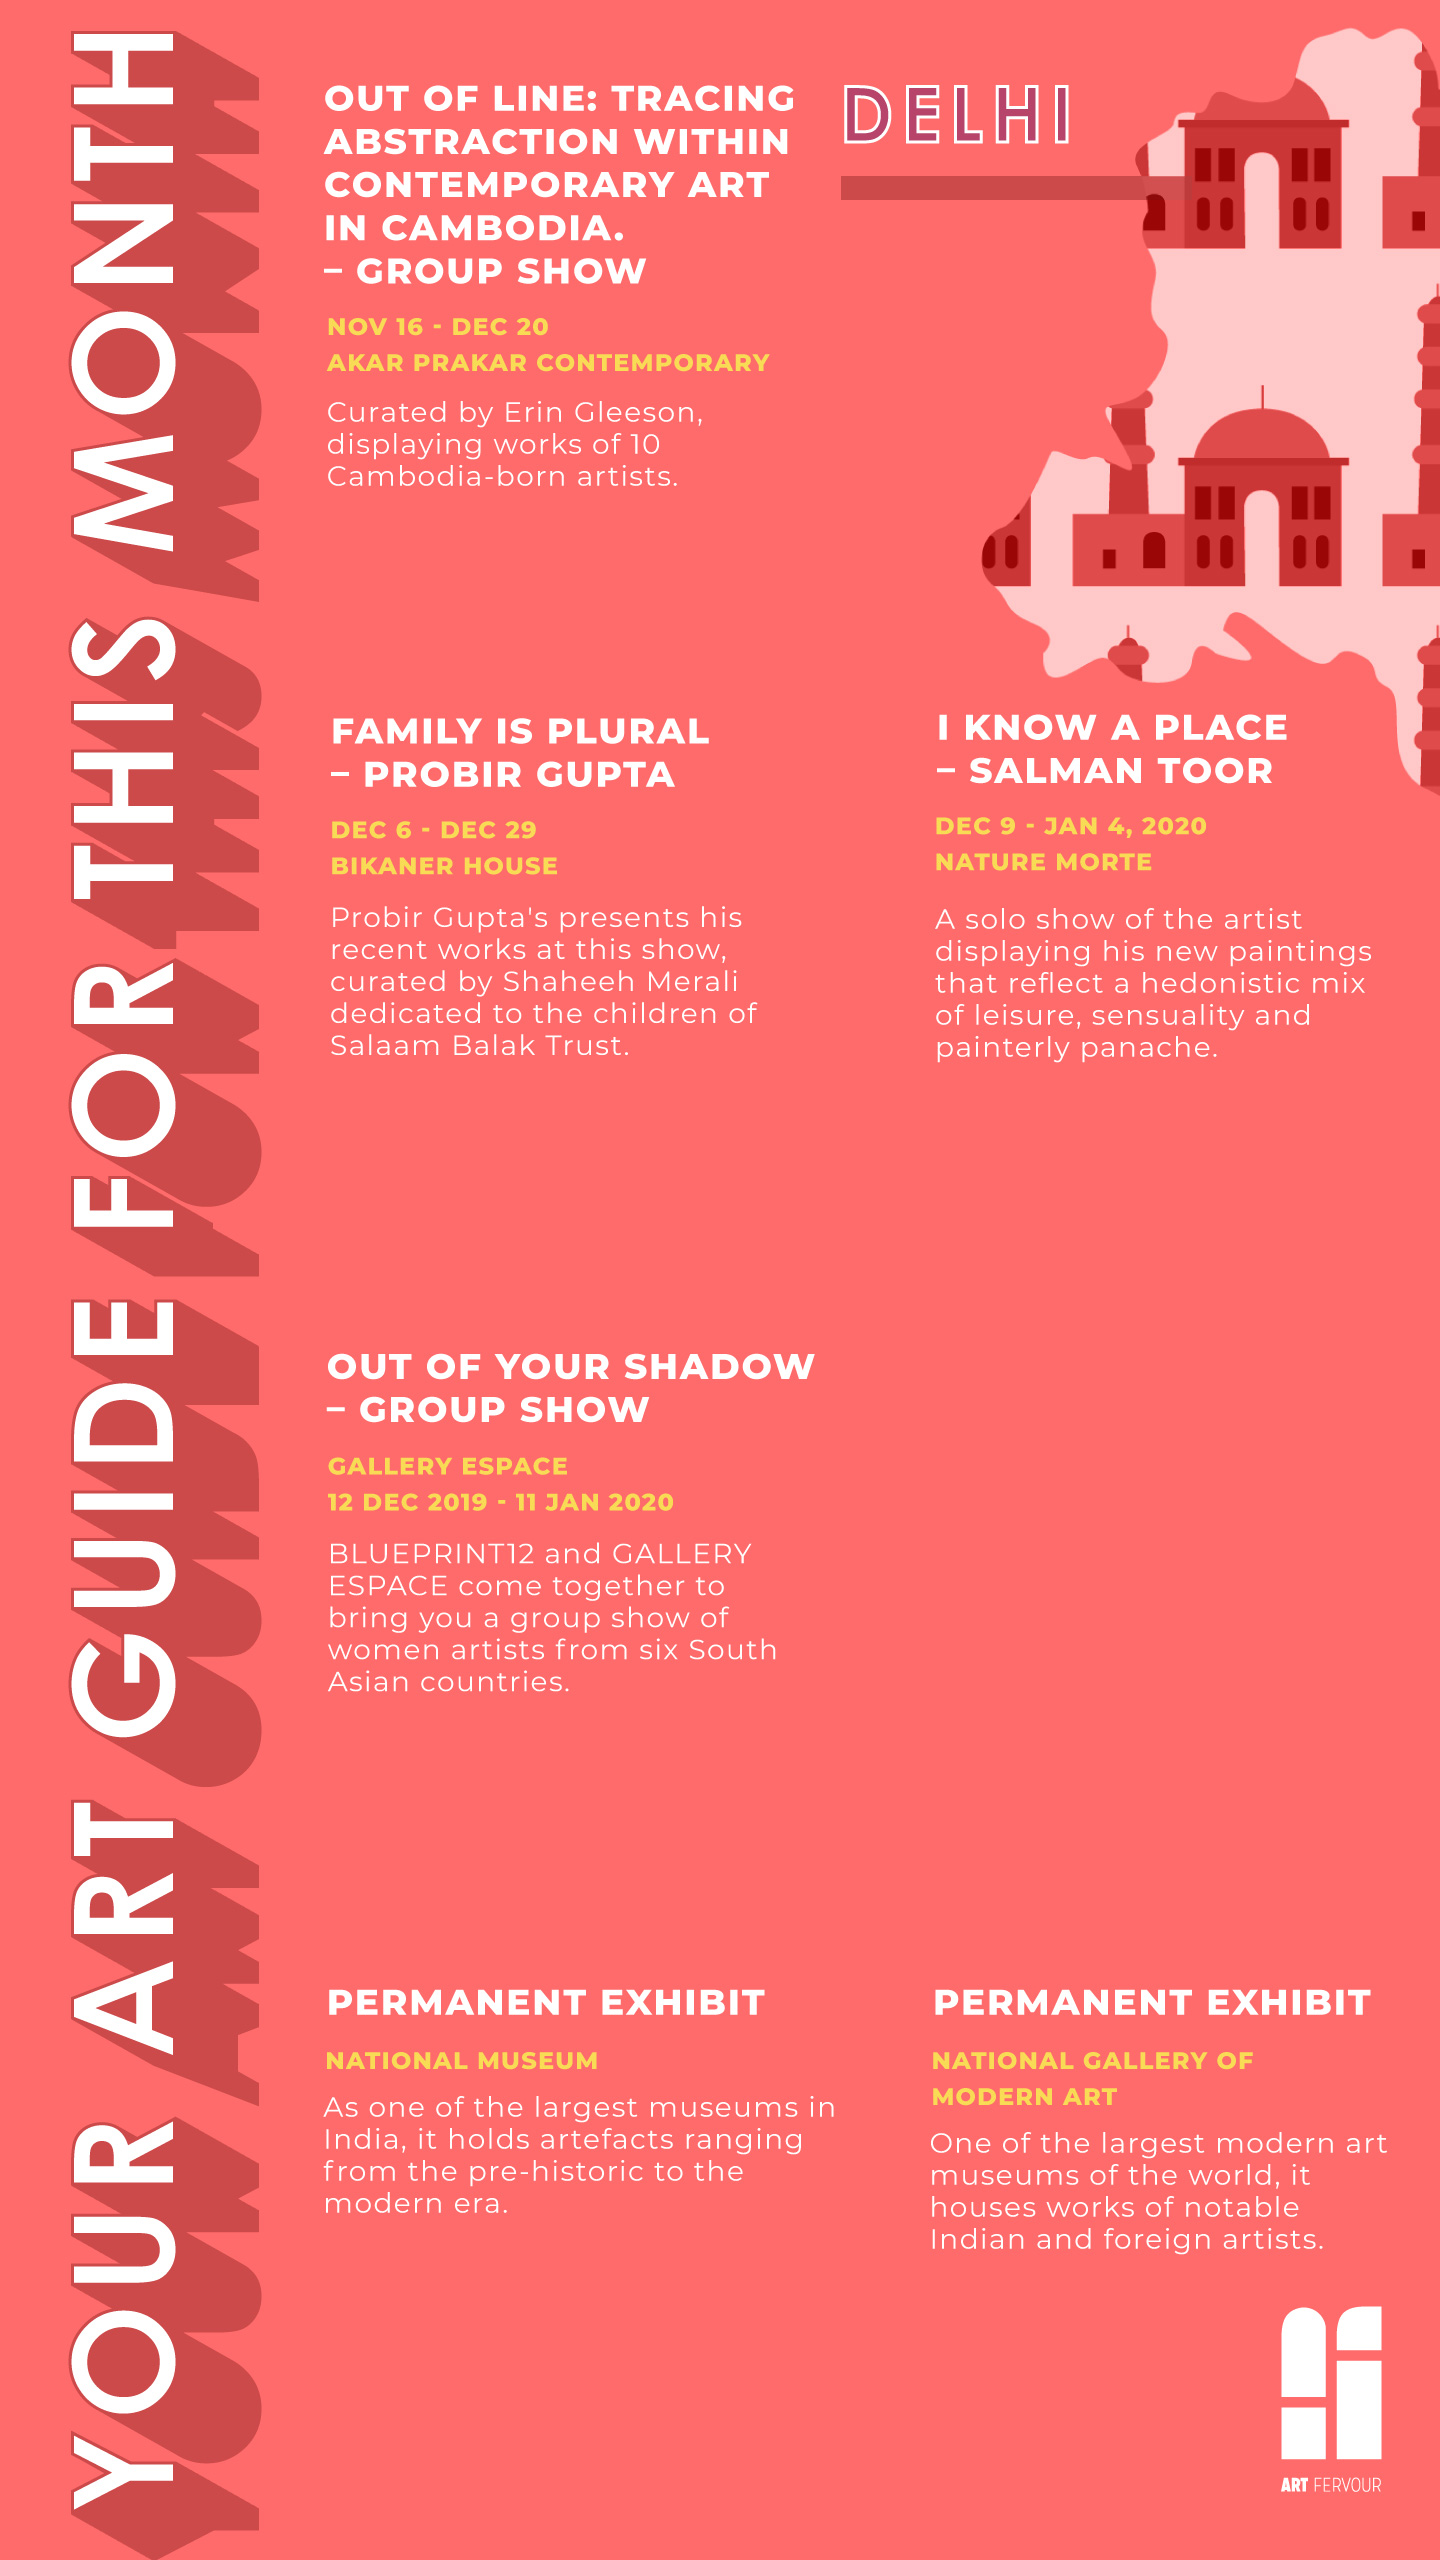 YOUR ART GUIDE FOR THIS MONTH
DELHI
OUT OF LINE: TRACING
ABSTRACTION WITHIN
CONTEMPORARY ART
IN CAMBODIA.
– GROUP SHOW
NOV 16 - DEC 20
AKAR PRAKAR CONTEMPORARY
Curated by Erin Gleeson,
displaying works of 10
Cambodia-born artists.
FAMILY IS PLURAL
– PROBIR GUPTA
DEC 6 - DEC 29
BIKANER HOUSE
Probir Gupta's presents his
recent works at this show,
curated by Shaheeh Merali
dedicated to the children of
Salaam Balak Trust.
I KNOW A PLACE
– SALMAN TOOR
DEC 9 - JAN 4, 2020
NATURE MORTE
A solo show of the artist
displaying his new paintings
that reflect a hedonistic mix
of leisure, sensuality and
painterly panache.
OUT OF YOUR SHADOW
– GROUP SHOW
GALLERY ESPACE
12 DEC 2019 - 11 JAN 2020
BLUEPRINT12 and GALLERY
ESPACE come together to
bring you a group show of
women artists from six South
Asian countries.
PERMANENT EXHIBIT
NATIONAL MUSEUM
As one of the largest museums in
India, it holds artefacts ranging
from the pre-historic to the
modern era.
PERMANENT EXHIBIT
NATIONAL GALLERY OF
MODERN ART
One of the largest modern art
museums of the world, it
houses works of notable
Indian and foreign artists.
ART FERVOUR